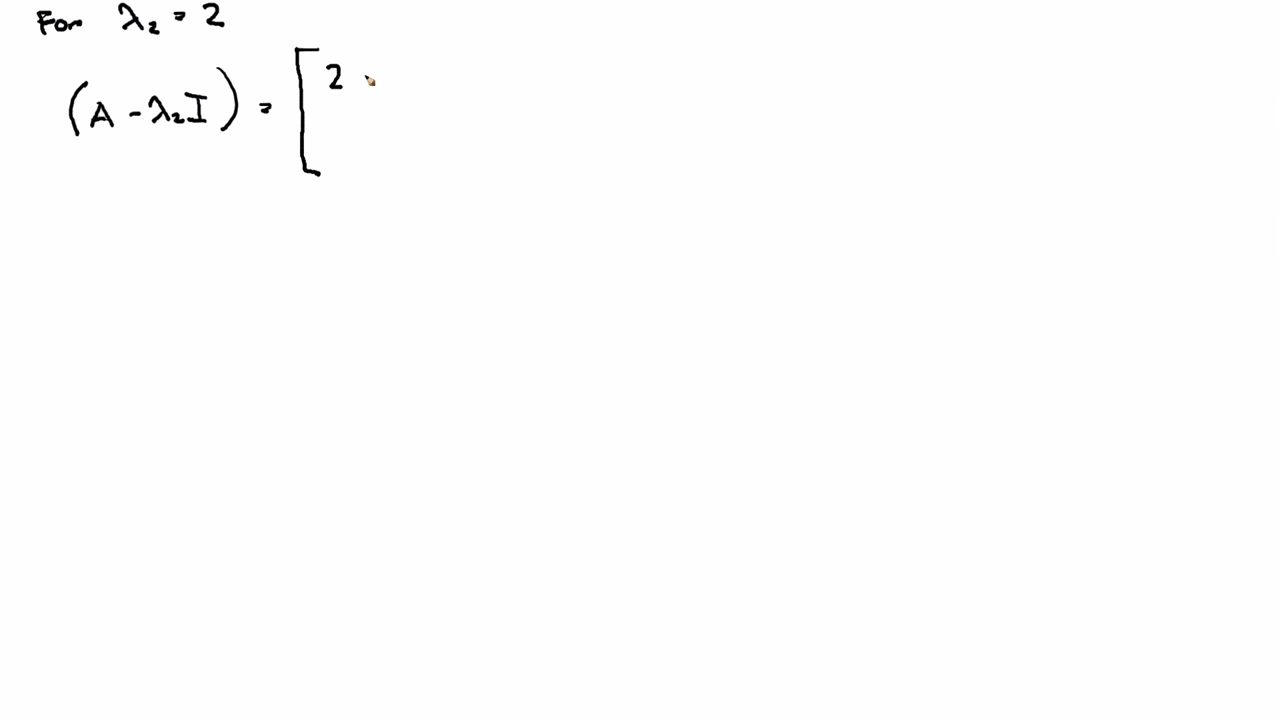 For λ₂ = 2
(A - λ₂I) = [ 2